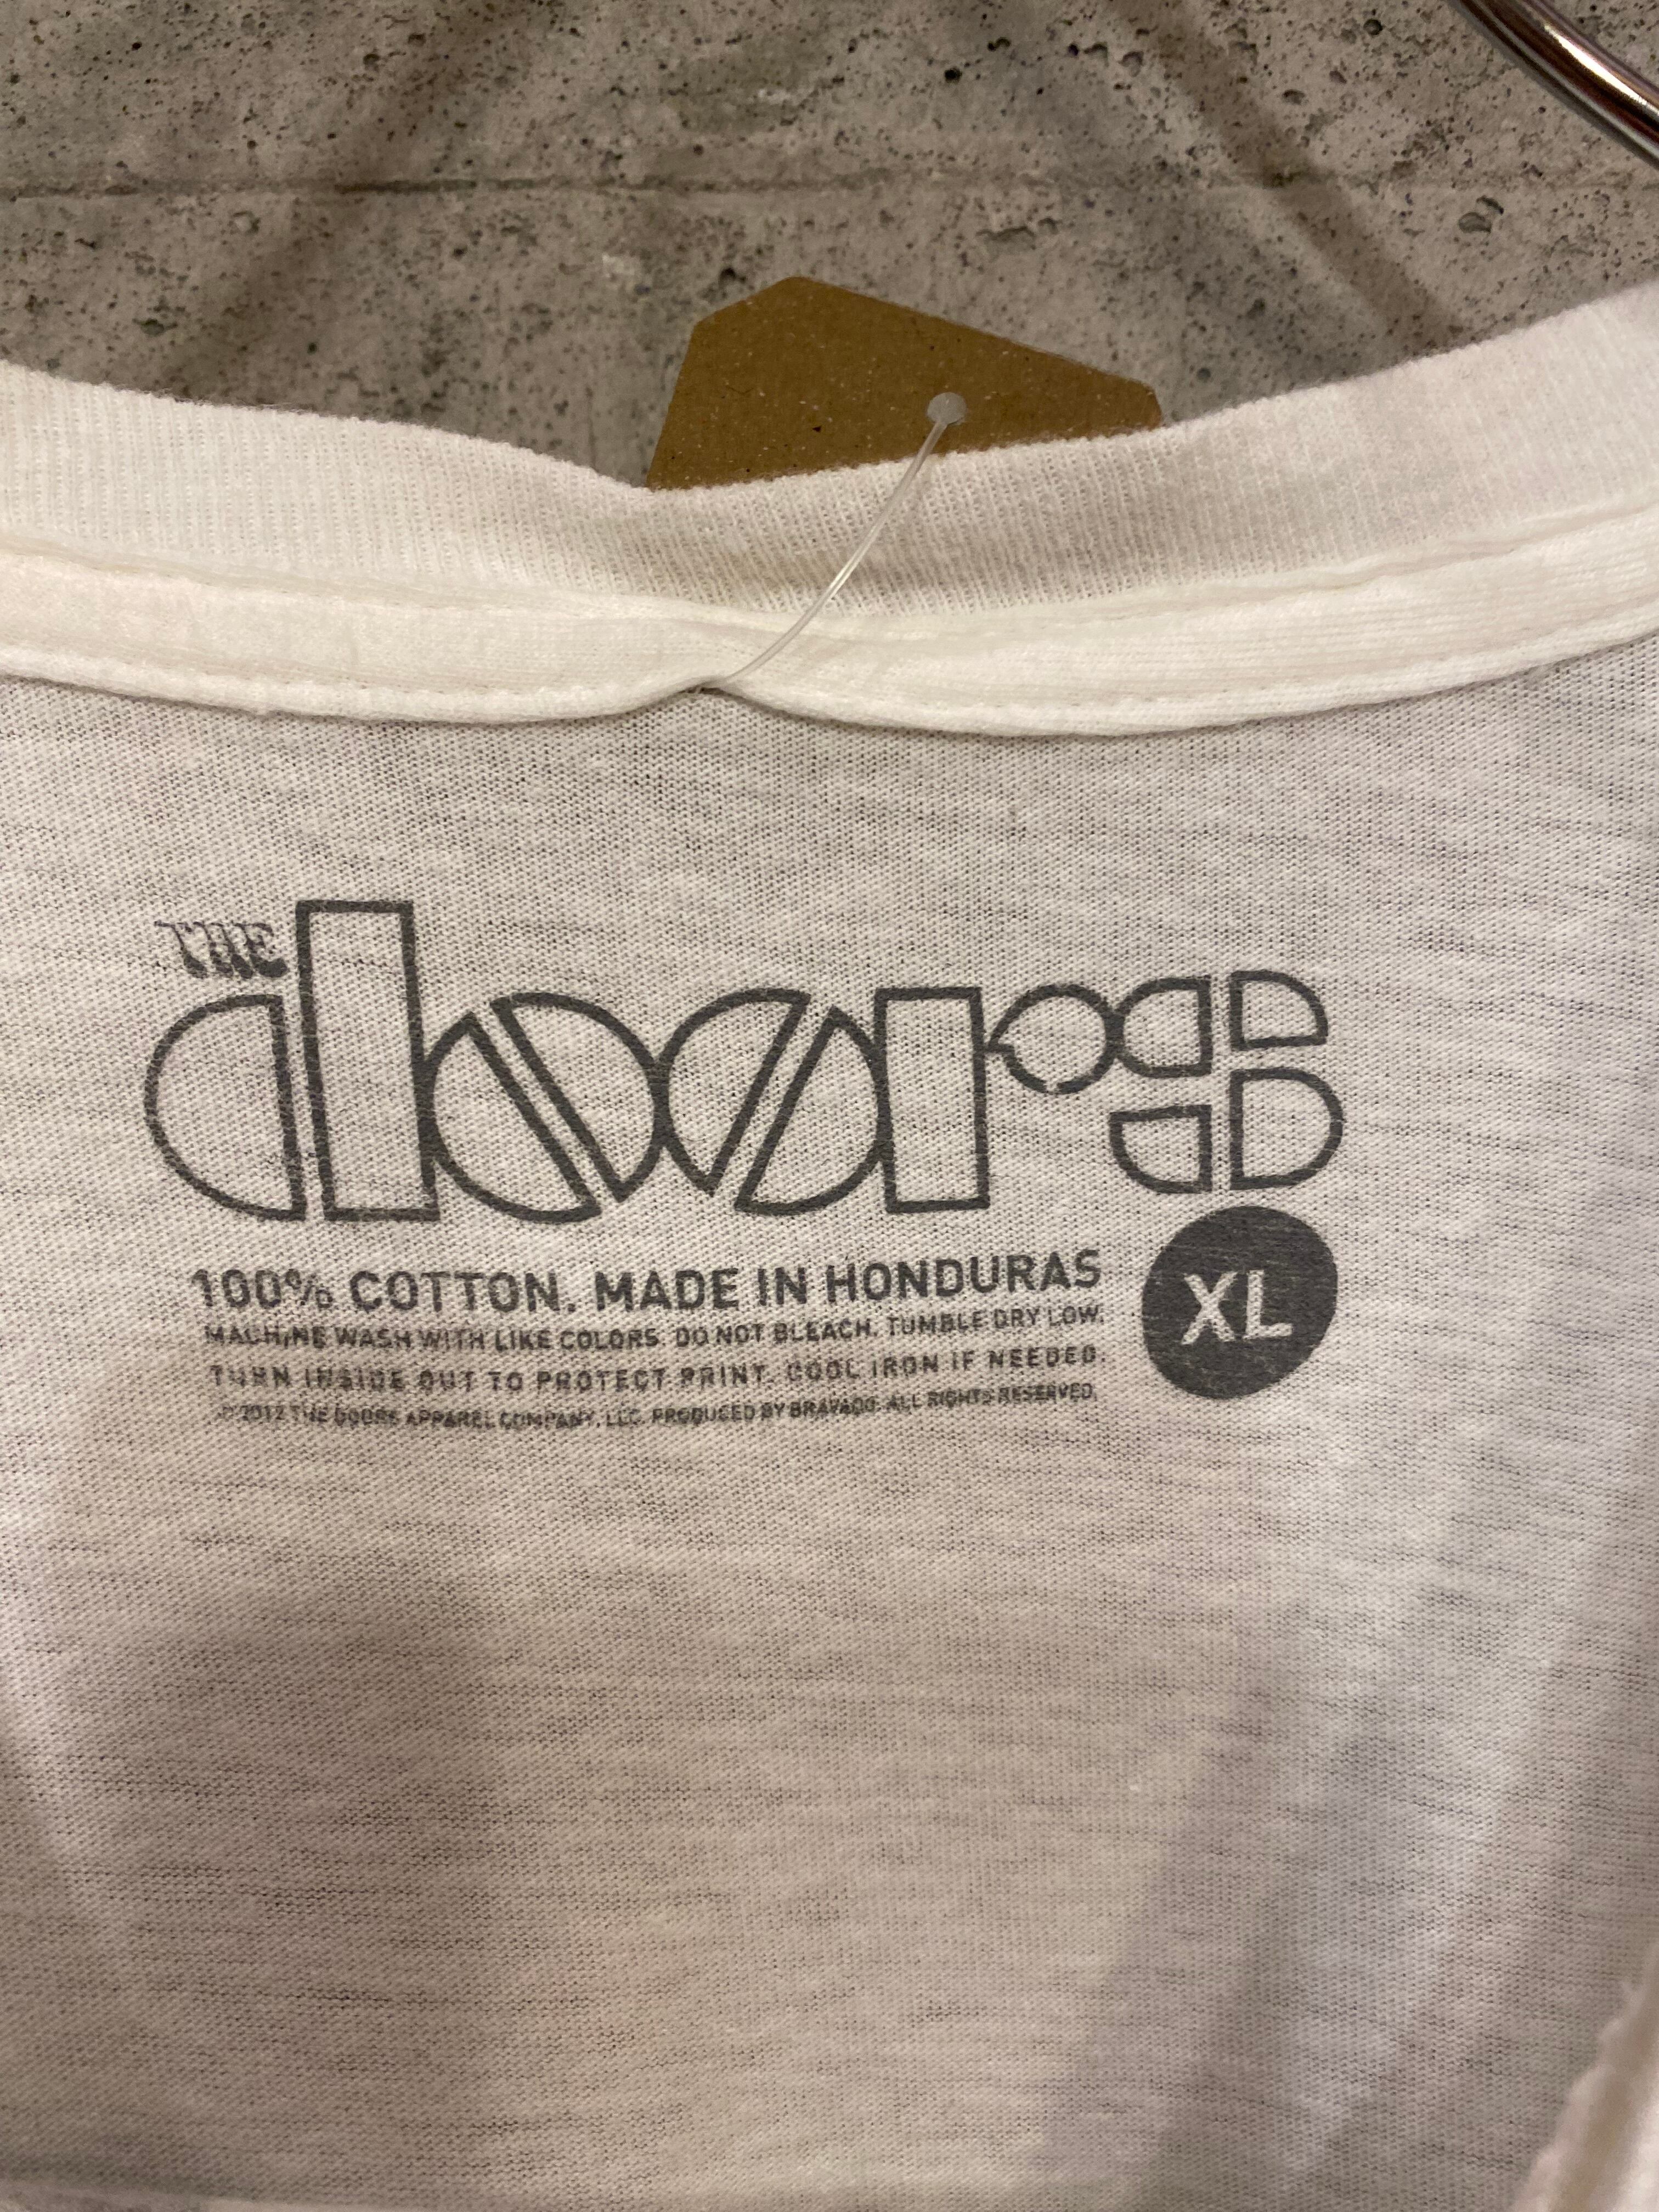 THE
doors
100% COTTON. MADE IN HONDURAS
MACHINE WASH WITH LIKE COLORS. DO NOT BLEACH. TUMBLE DRY LOW.
TURN INSIDE OUT TO PROTECT PRINT. COOL IRON IF NEEDED.
© 2012 THE DOORS APPAREL COMPANY, LLC. PRODUCED BY BRAVADO. ALL RIGHTS RESERVED.
XL